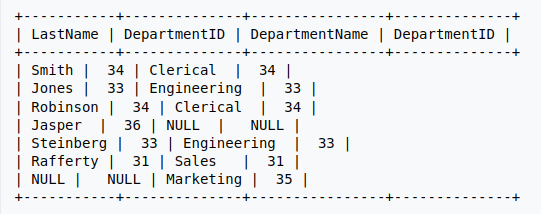 +-----------+---------------+----------------+--------------+
| LastName | DepartmentID | DepartmentName | DepartmentID |
+-----------+---------------+----------------+--------------+
| Smith |  34 | Clerical  |  34 |
| Jones |  33 | Engineering  |  33 |
| Robinson |  34 | Clerical  |  34 |
| Jasper  |  36 | NULL  |   NULL |
| Steinberg |  33 | Engineering  |  33 |
| Rafferty |  31 | Sales   |  31 |
| NULL |   NULL | Marketing |  35 |
+-----------+---------------+----------------+--------------+